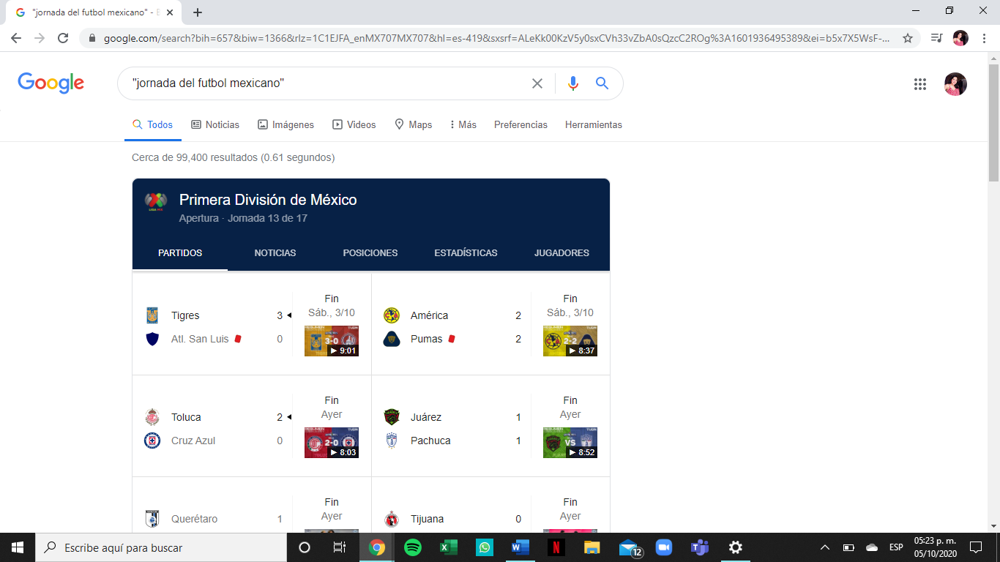 "jornada del futbol mexicano" - B
google.com/search?bih=657&biw=1366&rlz=1C1EJFA_enMX707MX707&hl=es-419&sxsrf=ALeKk00KzV5y0sxCVh33vZbA0sQzcC2ROg%3A1601936495389&ei=b5x7X5WsF-...
Google
"jornada del futbol mexicano"
Todos Noticias Imágenes Videos Maps Más Preferencias Herramientas
Cerca de 99,400 resultados (0.61 segundos)
Primera División de México
Apertura · Jornada 13 de 17
PARTIDOS NOTICIAS POSICIONES ESTADÍSTICAS JUGADORES
Tigres 3
Atl. San Luis 0
Fin
Sáb., 3/10
3-0
9:01
América 2
Pumas 2
Fin
Sáb., 3/10
2-2
8:37
Toluca 2
Cruz Azul 0
Fin
Ayer
2-0
8:03
Juárez 1
Pachuca 1
Fin
Ayer
VS
8:52
Querétaro 1
Fin
Ayer
Tijuana 0
Fin
Ayer
Escribe aquí para buscar
12
ESP
05:23 p. m.
05/10/2020